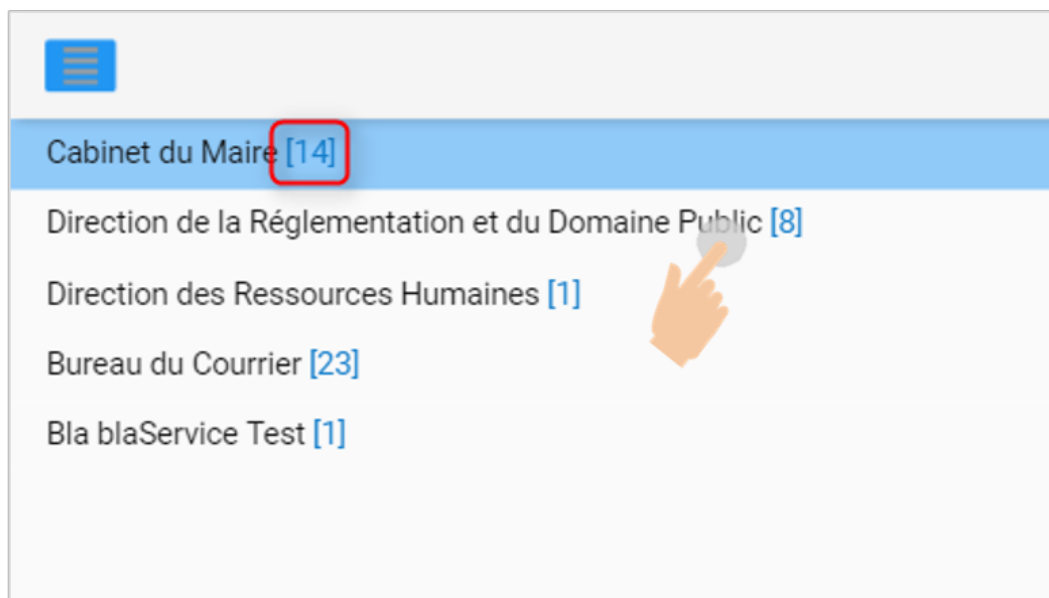 Cabinet du Maire [14]
Direction de la Réglementation et du Domaine Public [8]
Direction des Ressources Humaines [1]
Bureau du Courrier [23]
Bla blaService Test [1]